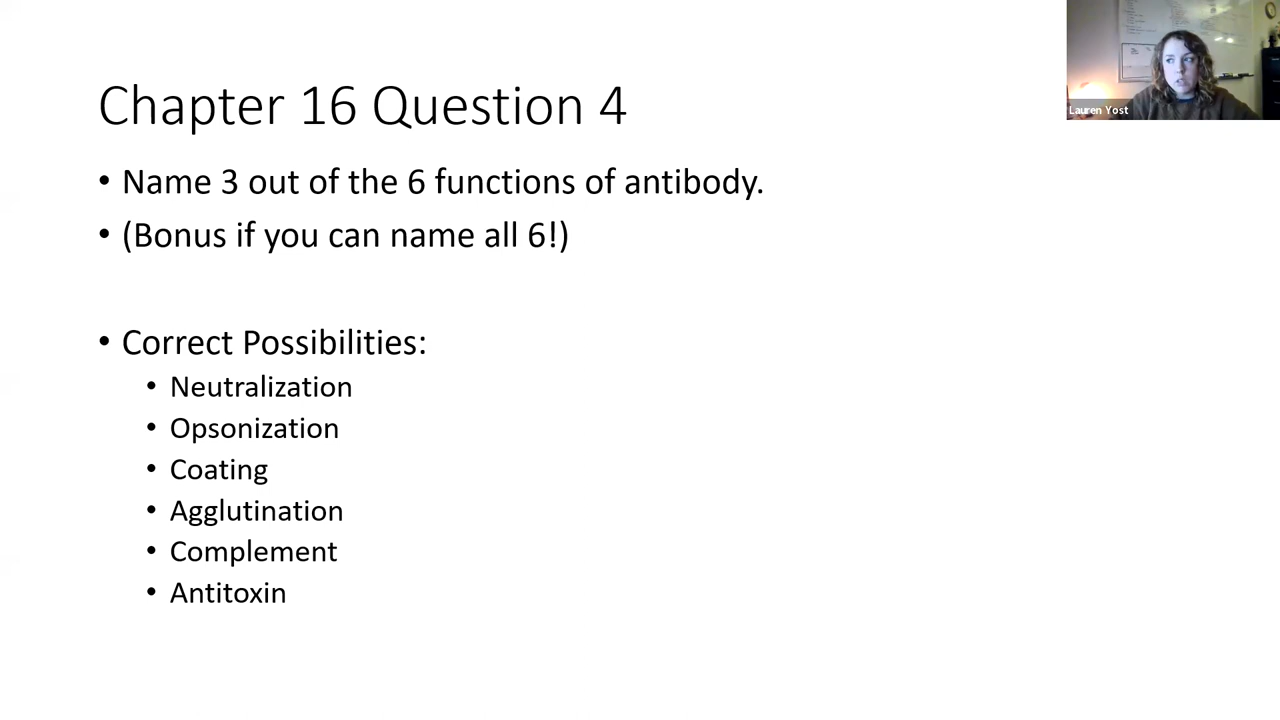 Chapter 16 Question 4
• Name 3 out of the 6 functions of antibody.
• (Bonus if you can name all 6!)
• Correct Possibilities:
• Neutralization
• Opsonization
• Coating
• Agglutination
• Complement
• Antitoxin
Lauren Yost